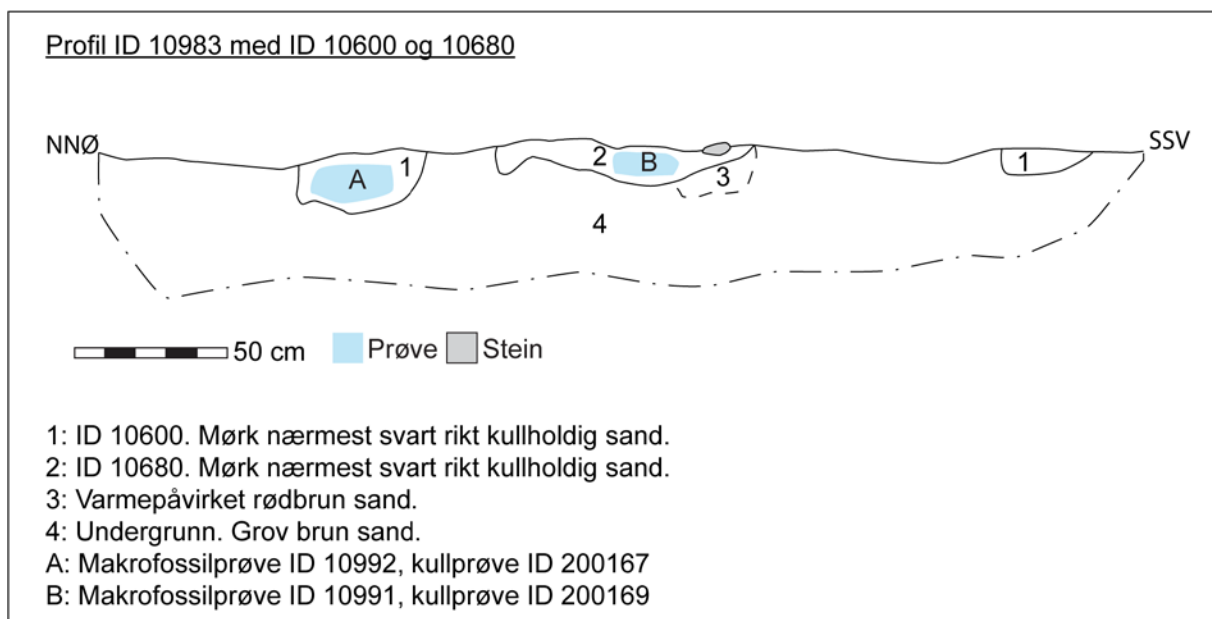 Profil ID 10983 med ID 10600 og 10680
NNØ
SSV
A
1
2
B
3
1
4
50 cm
Prøve
Stein
1: ID 10600. Mørk nærmest svart rikt kullholdig sand.
2: ID 10680. Mørk nærmest svart rikt kullholdig sand.
3: Varmepåvirket rødbrun sand.
4: Undergrunn. Grov brun sand.
A: Makrofossilprøve ID 10992, kullprøve ID 200167
B: Makrofossilprøve ID 10991, kullprøve ID 200169